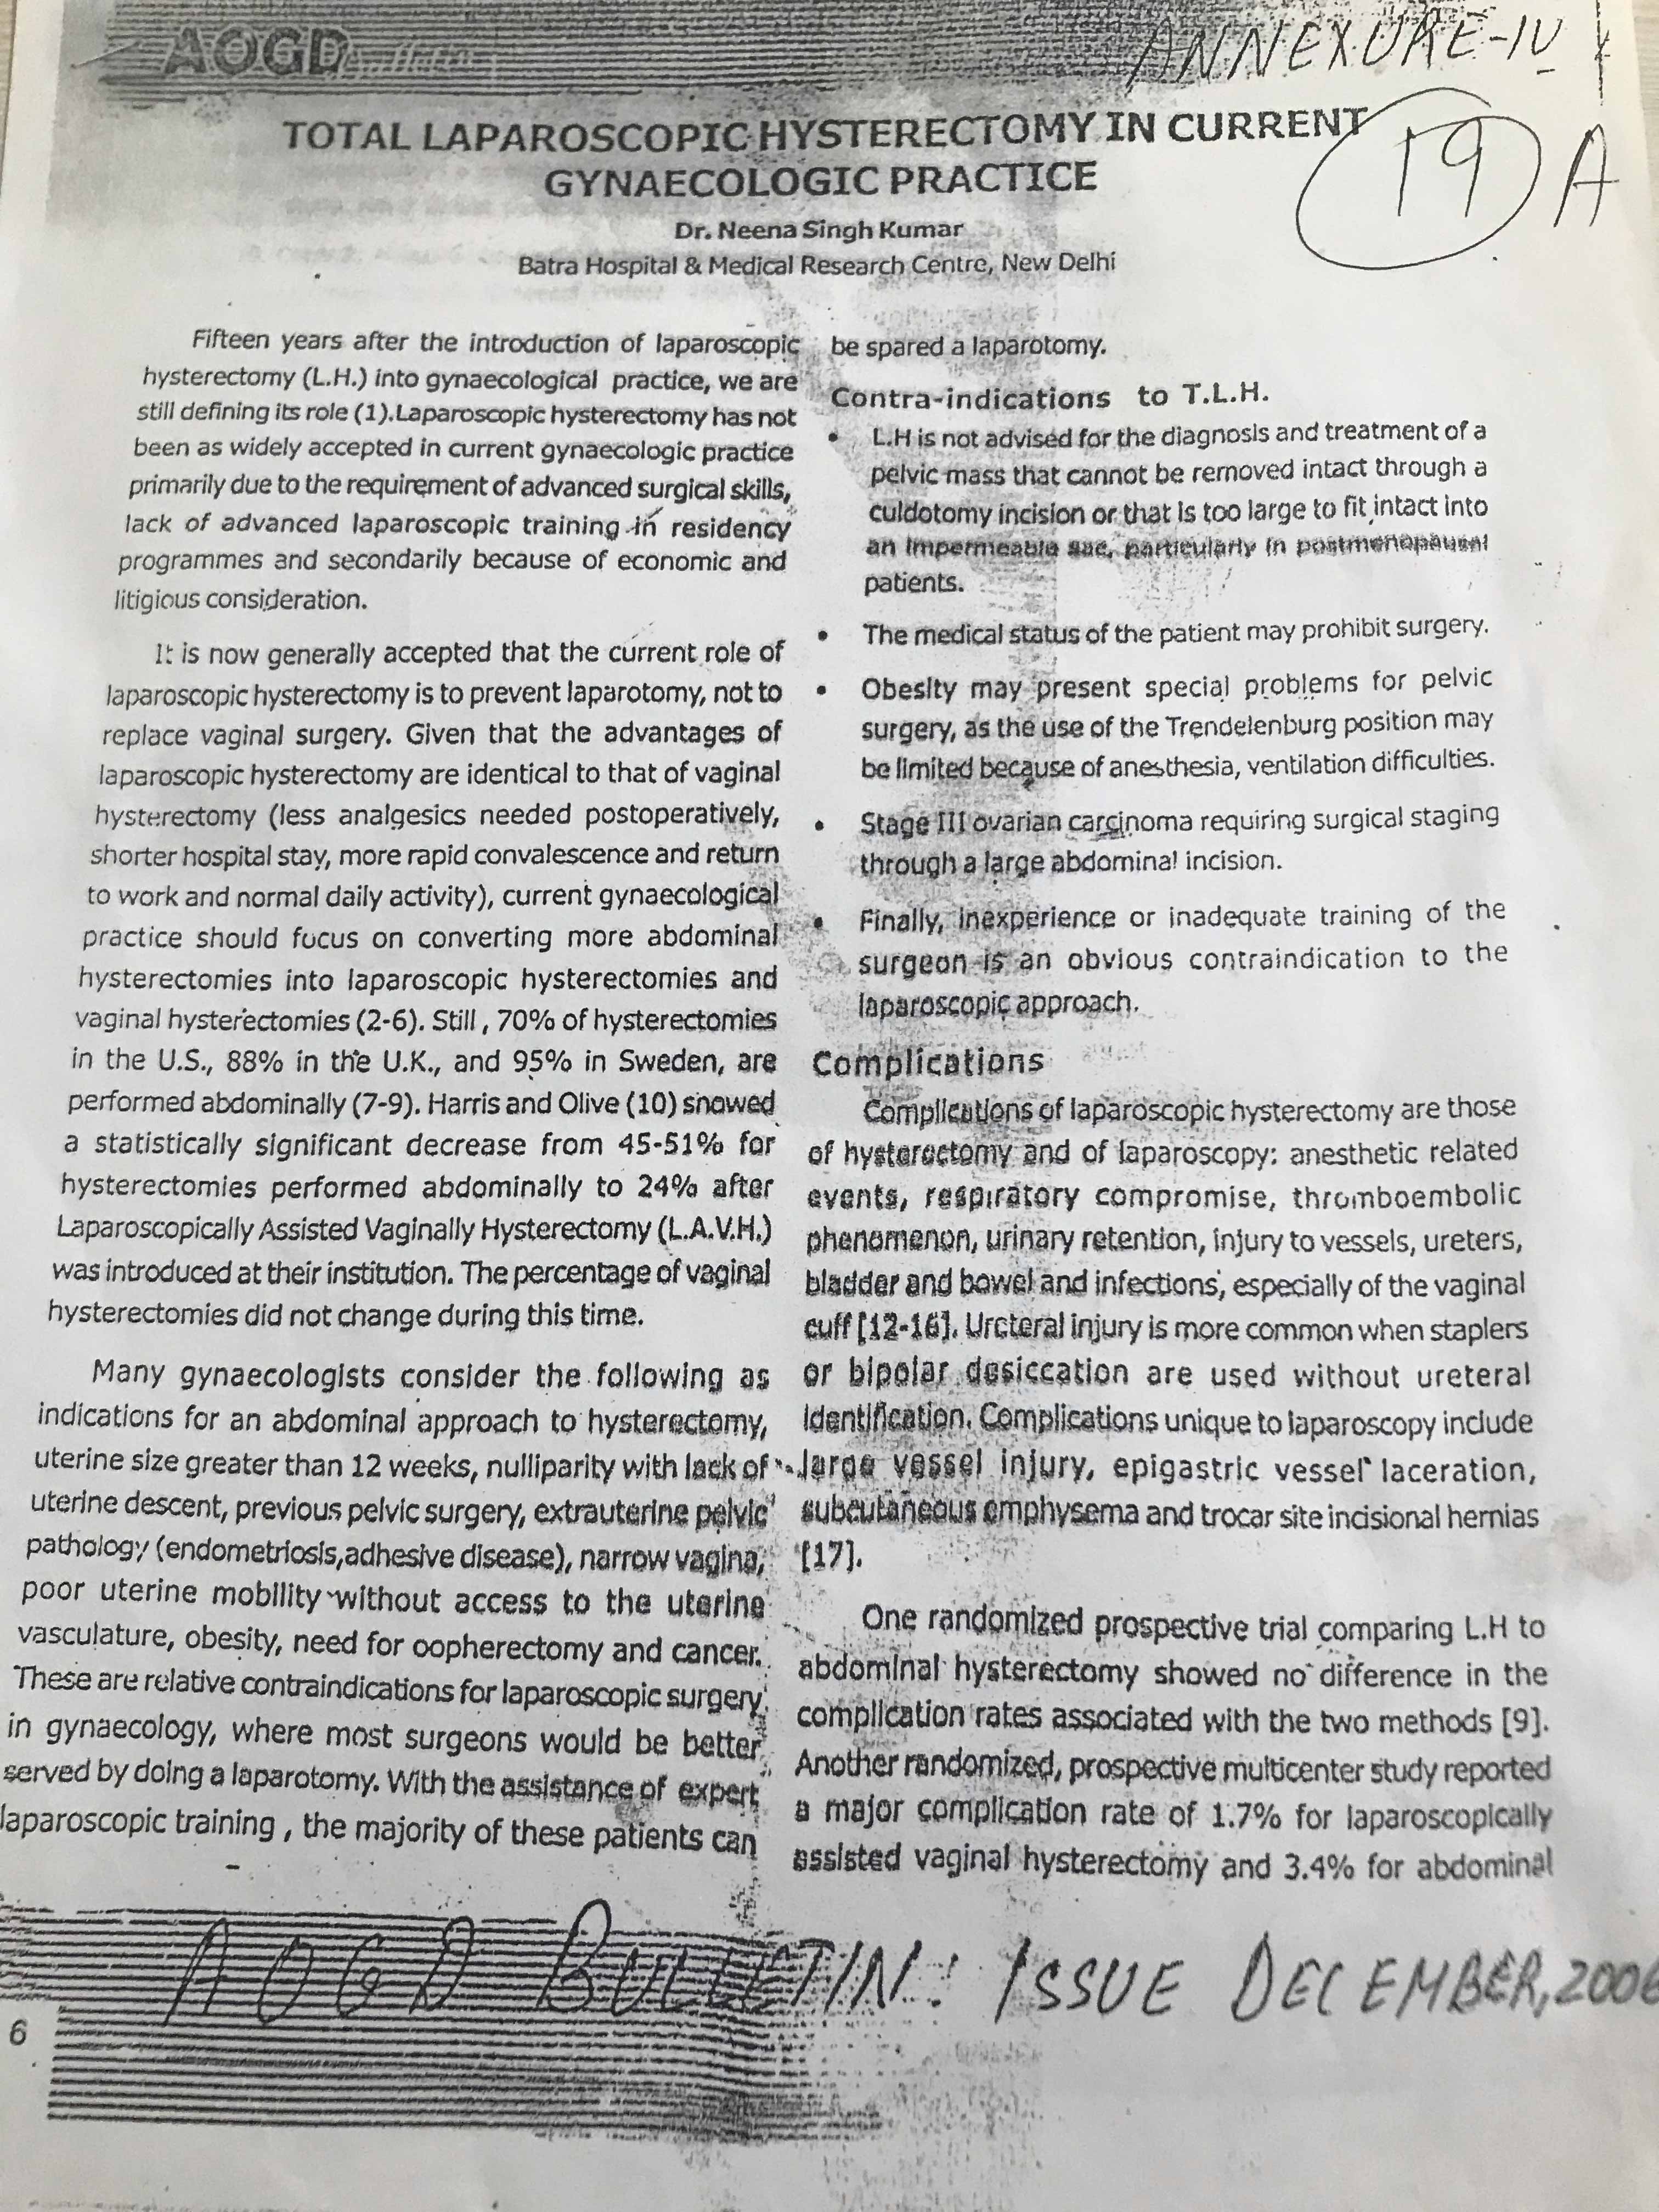 AOGD Bulletin
ANNEXURE-IV
19 A
TOTAL LAPAROSCOPIC HYSTERECTOMY IN CURRENT
GYNAECOLOGIC PRACTICE
Dr. Neena Singh Kumar
Batra Hospital & Medical Research Centre, New Delhi
Fifteen years after the introduction of laparoscopic
hysterectomy (L.H.) into gynaecological practice, we are
still defining its role (1).Laparoscopic hysterectomy has not
been as widely accepted in current gynaecologic practice
primarily due to the requirement of advanced surgical skills,
lack of advanced laparoscopic training in residency
programmes and secondarily because of economic and
litigious consideration.
It is now generally accepted that the current role of
laparoscopic hysterectomy is to prevent laparotomy, not to
replace vaginal surgery. Given that the advantages of
laparoscopic hysterectomy are identical to that of vaginal
hysterectomy (less analgesics needed postoperatively,
shorter hospital stay, more rapid convalescence and return
to work and normal daily activity), current gynaecological
practice should focus on converting more abdominal
hysterectomies into laparoscopic hysterectomies and
vaginal hysterectomies (2-6). Still, 70% of hysterectomies
in the U.S., 88% in the U.K., and 95% in Sweden, are
performed abdominally (7-9). Harris and Olive (10) showed
a statistically significant decrease from 45-51% for
hysterectomies performed abdominally to 24% after
Laparoscopically Assisted Vaginally Hysterectomy (L.A.V.H.)
was introduced at their institution. The percentage of vaginal
hysterectomies did not change during this time.
Many gynaecologists consider the following as
indications for an abdominal approach to hysterectomy,
uterine size greater than 12 weeks, nulliparity with lack of
uterine descent, previous pelvic surgery, extrauterine pelvic
pathology (endometriosis,adhesive disease), narrow vagina,
poor uterine mobility without access to the uterine
vasculature, obesity, need for oopherectomy and cancer.
These are relative contraindications for laparoscopic surgery
in gynaecology, where most surgeons would be better
served by doing a laparotomy. With the assistance of expert
laparoscopic training , the majority of these patients can
be spared a laparotomy.
Contra-indications to T.L.H.
• L.H is not advised for the diagnosis and treatment of a
pelvic mass that cannot be removed intact through a
culdotomy incision or that is too large to fit intact into
an impermeable sac, particularly in postmenopausal
patients.
• The medical status of the patient may prohibit surgery.
• Obesity may present special problems for pelvic
surgery, as the use of the Trendelenburg position may
be limited because of anesthesia, ventilation difficulties.
• Stage III ovarian carcinoma requiring surgical staging
through a large abdominal incision.
• Finally, inexperience or inadequate training of the
surgeon is an obvious contraindication to the
laparoscopic approach.
Complications
Complications of laparoscopic hysterectomy are those
of hysterectomy and of laparoscopy: anesthetic related
events, respiratory compromise, thromboembolic
phenomenon, urinary retention, injury to vessels, ureters,
bladder and bowel and infections, especially of the vaginal
cuff [12-16]. Ureteral injury is more common when staplers
or bipolar desiccation are used without ureteral
identification. Complications unique to laparoscopy include
large vessel injury, epigastric vessel laceration,
subcutaneous emphysema and trocar site incisional hernias
[17].
One randomized prospective trial comparing L.H to
abdominal hysterectomy showed no difference in the
complication rates associated with the two methods [9].
Another randomized, prospective multicenter study reported
a major complication rate of 1.7% for laparoscopically
assisted vaginal hysterectomy and 3.4% for abdominal
AOGD BULLETIN: ISSUE DECEMBER,2006
6